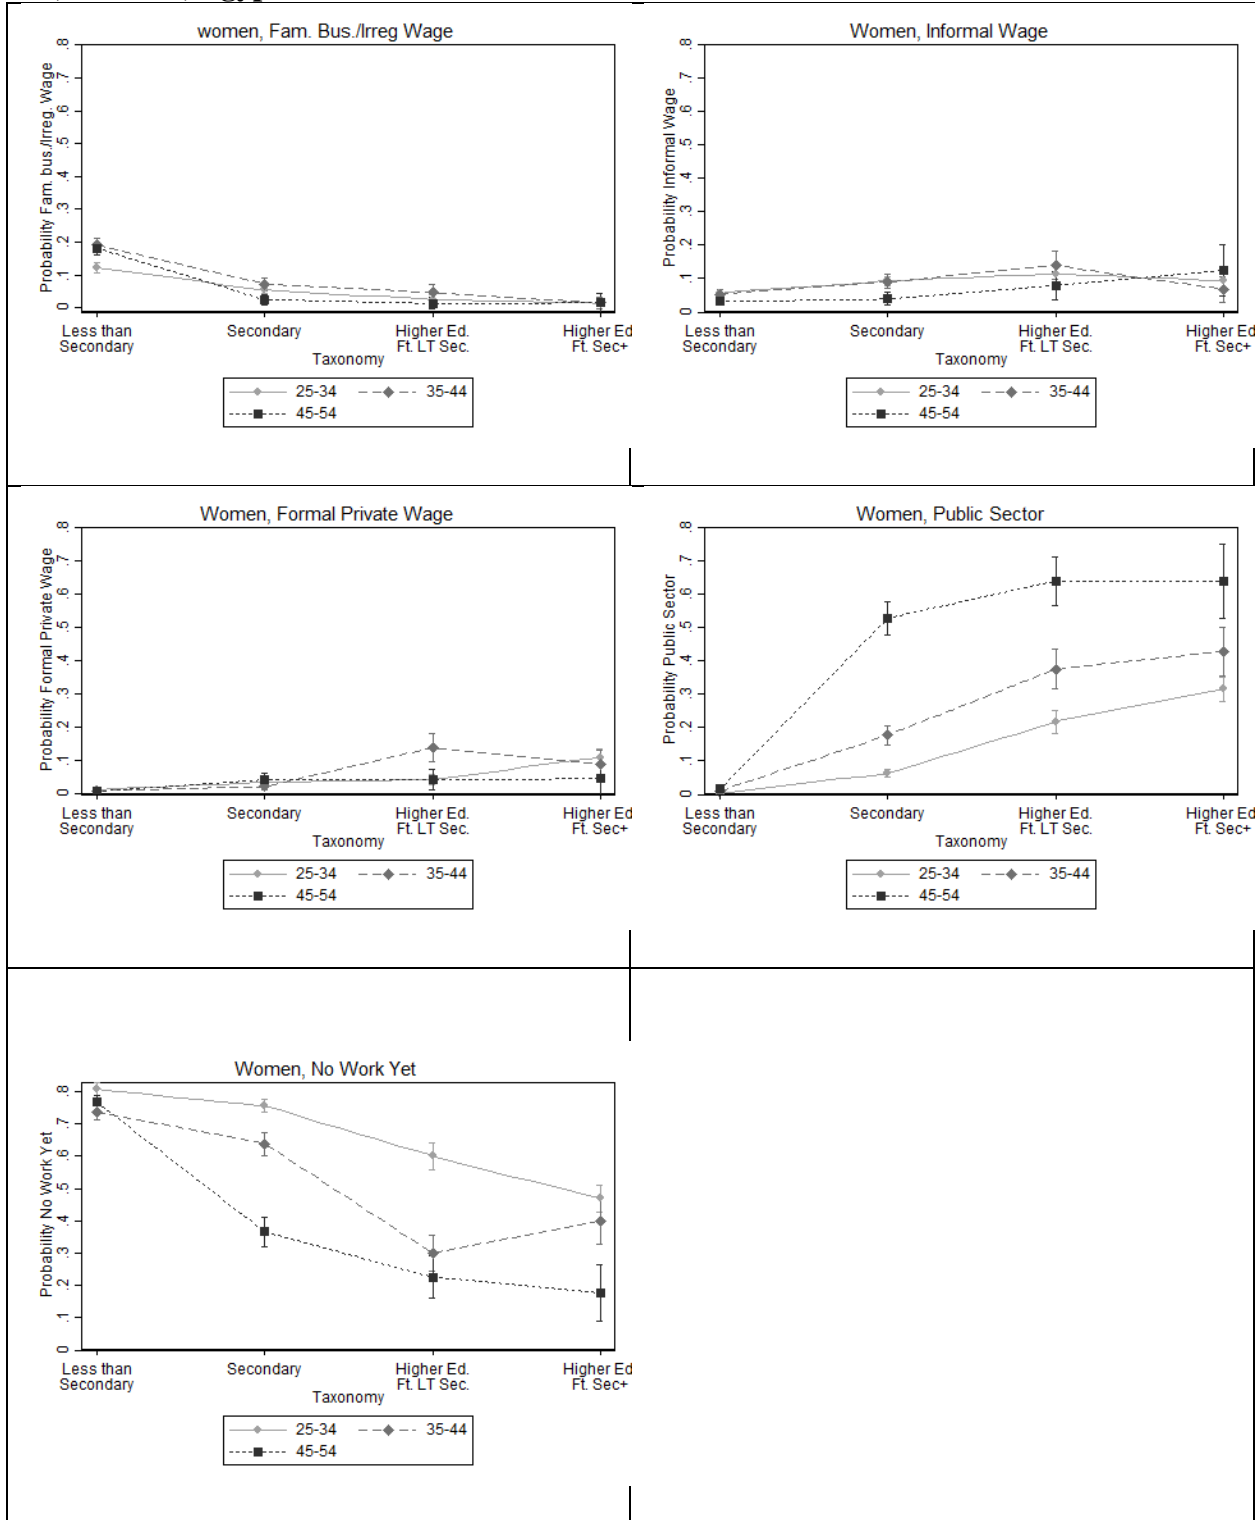 women, Fam. Bus./Irreg Wage
Probability Fam. bus./Irreg. Wage
.8
.7
.6
.5
.4
.3
.2
.1
0
Less than Secondary
Secondary
Higher Ed. Ft. LT Sec.
Higher Ed Ft. Sec+
Taxonomy
25-34
35-44
45-54
Women, Informal Wage
Probability Informal Wage
.8
.7
.6
.5
.4
.3
.2
.1
0
Less than Secondary
Secondary
Higher Ed. Ft. LT Sec.
Higher Ed Ft. Sec+
Taxonomy
25-34
35-44
45-54
Women, Formal Private Wage
Probability Formal Private Wage
.8
.7
.6
.5
.4
.3
.2
.1
0
Less than Secondary
Secondary
Higher Ed. Ft. LT Sec.
Higher Ed Ft. Sec+
Taxonomy
25-34
35-44
45-54
Women, Public Sector
Probability Public Sector
.8
.7
.6
.5
.4
.3
.2
.1
0
Less than Secondary
Secondary
Higher Ed. Ft. LT Sec.
Higher Ed Ft. Sec+
Taxonomy
25-34
35-44
45-54
Women, No Work Yet
Probability No Work Yet
.8
.7
.6
.5
.4
.3
.2
.1
0
Less than Secondary
Secondary
Higher Ed. Ft. LT Sec.
Higher Ed Ft. Sec+
Taxonomy
25-34
35-44
45-54